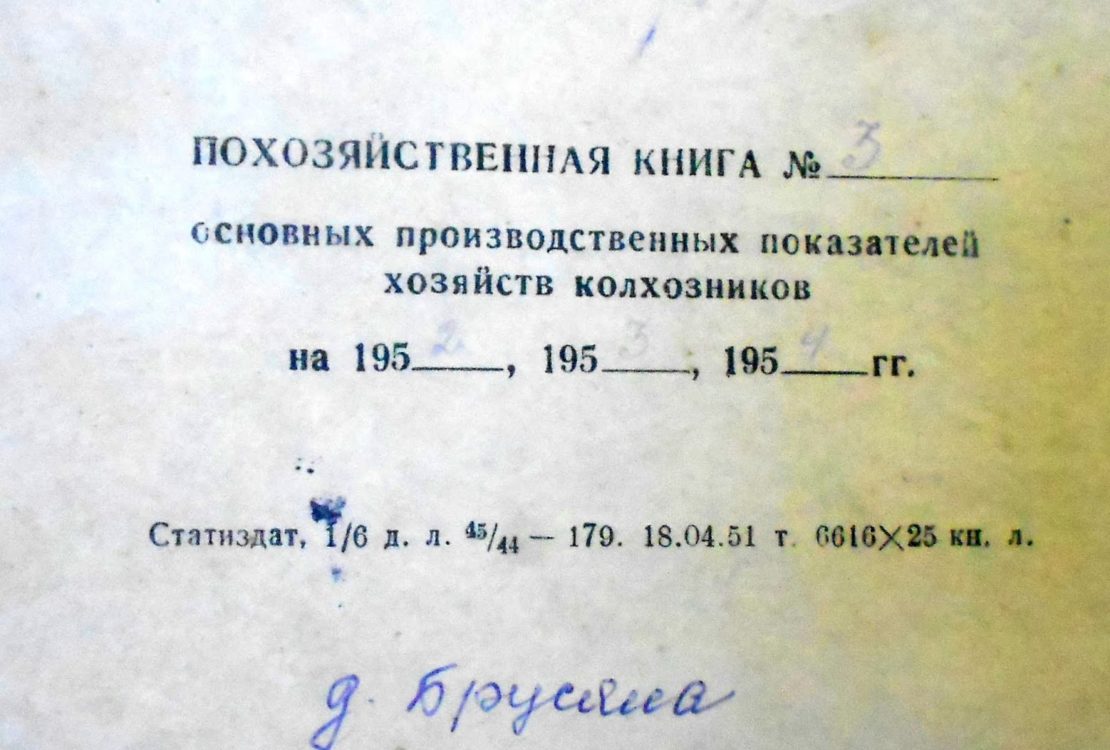 ПОХОЗЯЙСТВЕННАЯ КНИГА № 3
основных производственных показателей
хозяйств колхозников
на 1952, 1953, 1954 гг.
Статиздат, 1/6 д. л. 45/44 — 179. 18.04.51 т. 6616×25 кн. л.
д. Брусяна